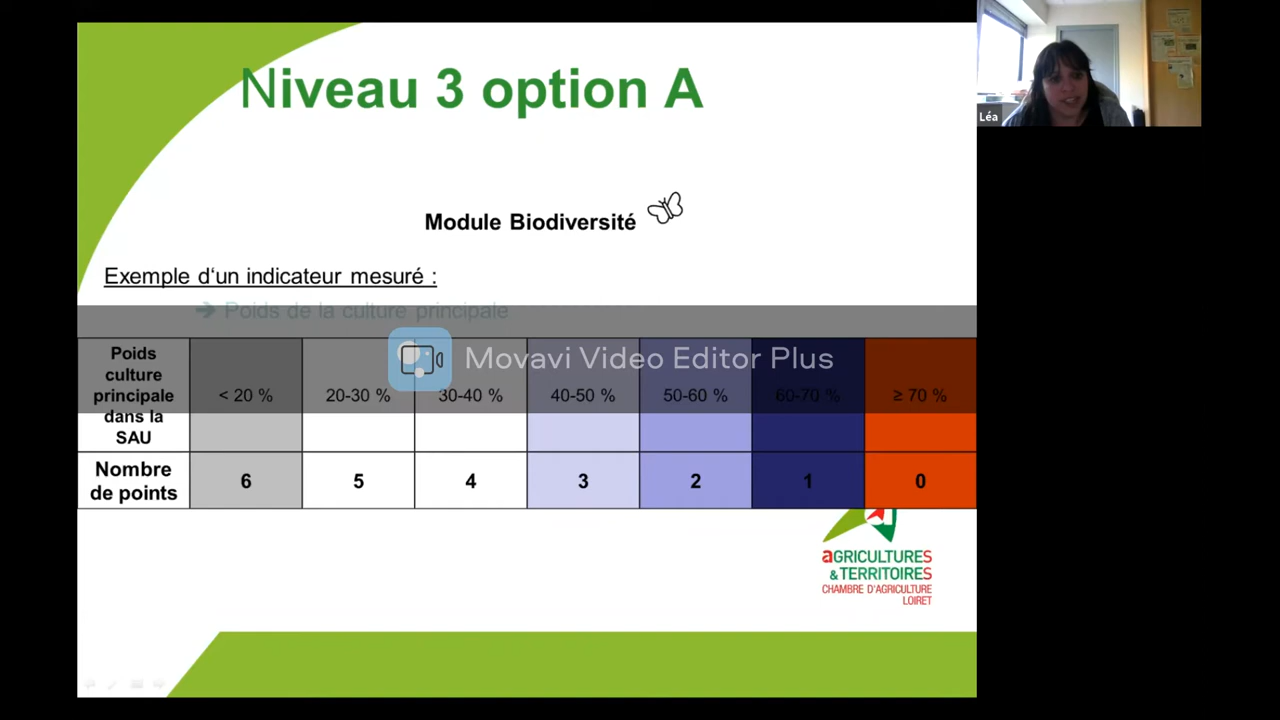 Niveau 3 option A
Léa
Module Biodiversité
Exemple d'un indicateur mesuré :
➔ Poids de la culture principale
Movavi Video Editor Plus
Poids
culture
principale
dans la
SAU
< 20 %
20-30 %
30-40 %
40-50 %
50-60 %
60-70 %
≥ 70 %
Nombre
de points
6
5
4
3
2
1
0
aGRICULTURES
& TERRITOIRES
CHAMBRE D'AGRICULTURE
LOIRET